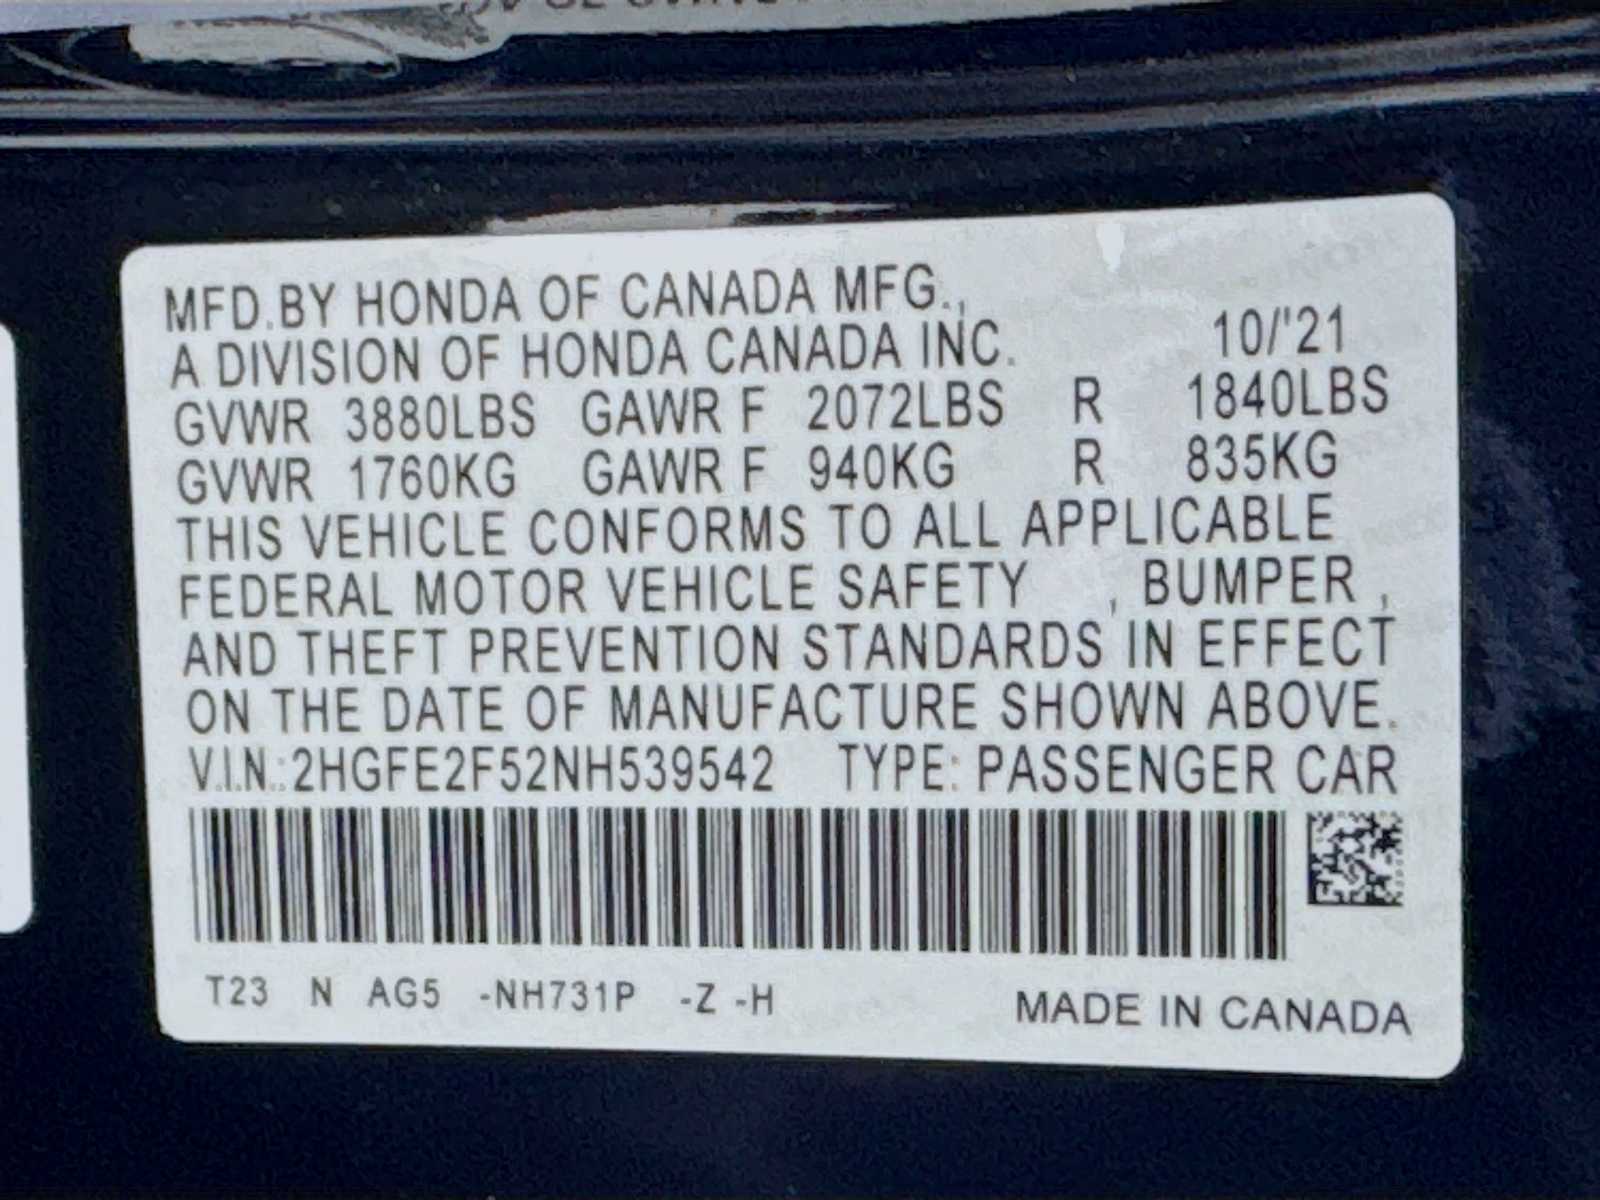 MFD.BY HONDA OF CANADA MFG.,
A DIVISION OF HONDA CANADA INC. 10/'21
GVWR 3880LBS GAWR F 2072LBS R 1840LBS
GVWR 1760KG GAWR F 940KG R 835KG
THIS VEHICLE CONFORMS TO ALL APPLICABLE
FEDERAL MOTOR VEHICLE SAFETY , BUMPER ,
AND THEFT PREVENTION STANDARDS IN EFFECT
ON THE DATE OF MANUFACTURE SHOWN ABOVE.
V.I.N.:2HGFE2F52NH539542 TYPE: PASSENGER CAR
T23 N AG5 -NH731P -Z -H
MADE IN CANADA